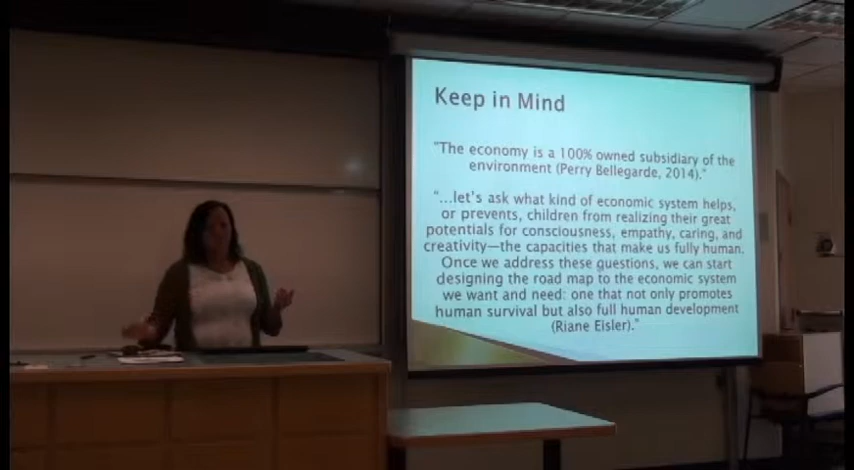 Keep in Mind
"The economy is a 100% owned subsidiary of the
environment (Perry Bellegarde, 2014)."
"...let's ask what kind of economic system helps,
or prevents, children from realizing their great
potentials for consciousness, empathy, caring, and
creativity—the capacities that make us fully human.
Once we address these questions, we can start
designing the road map to the economic system
we want and need: one that not only promotes
human survival but also full human development
(Riane Eisler)."